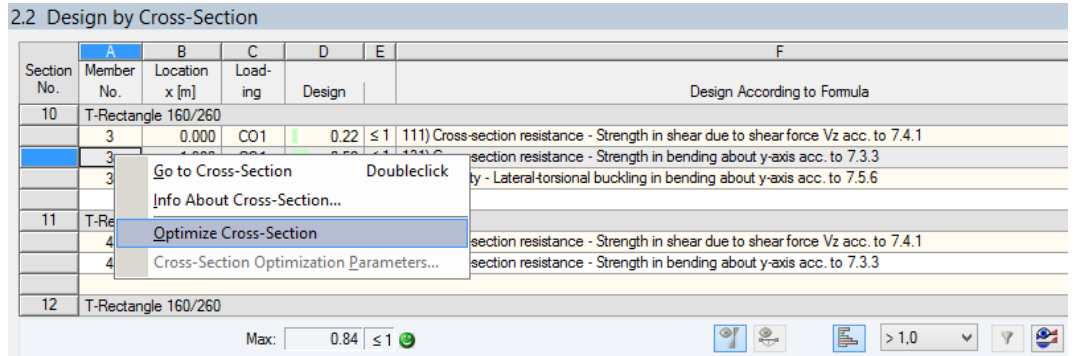 2.2 Design by Cross-Section
A B C D E F
Section Member Location Load-
No. No. x [m] ing Design Design According to Formula
10 T-Rectangle 160/260
3 0.000 CO1 0.22 ≤ 1 111) Cross-section resistance - Strength in shear due to shear force Vz acc. to 7.4.1
3 section resistance - Strength in bending about y-axis acc. to 7.3.3
Go to Cross-Section Doubleclick
3 ty - Lateral-torsional buckling in bending about y-axis acc. to 7.5.6
Info About Cross-Section...
11 T-Re
Optimize Cross-Section
4 section resistance - Strength in shear due to shear force Vz acc. to 7.4.1
Cross-Section Optimization Parameters...
4 section resistance - Strength in bending about y-axis acc. to 7.3.3
12 T-Rectangle 160/260
Max: 0.84 ≤ 1 > 1,0